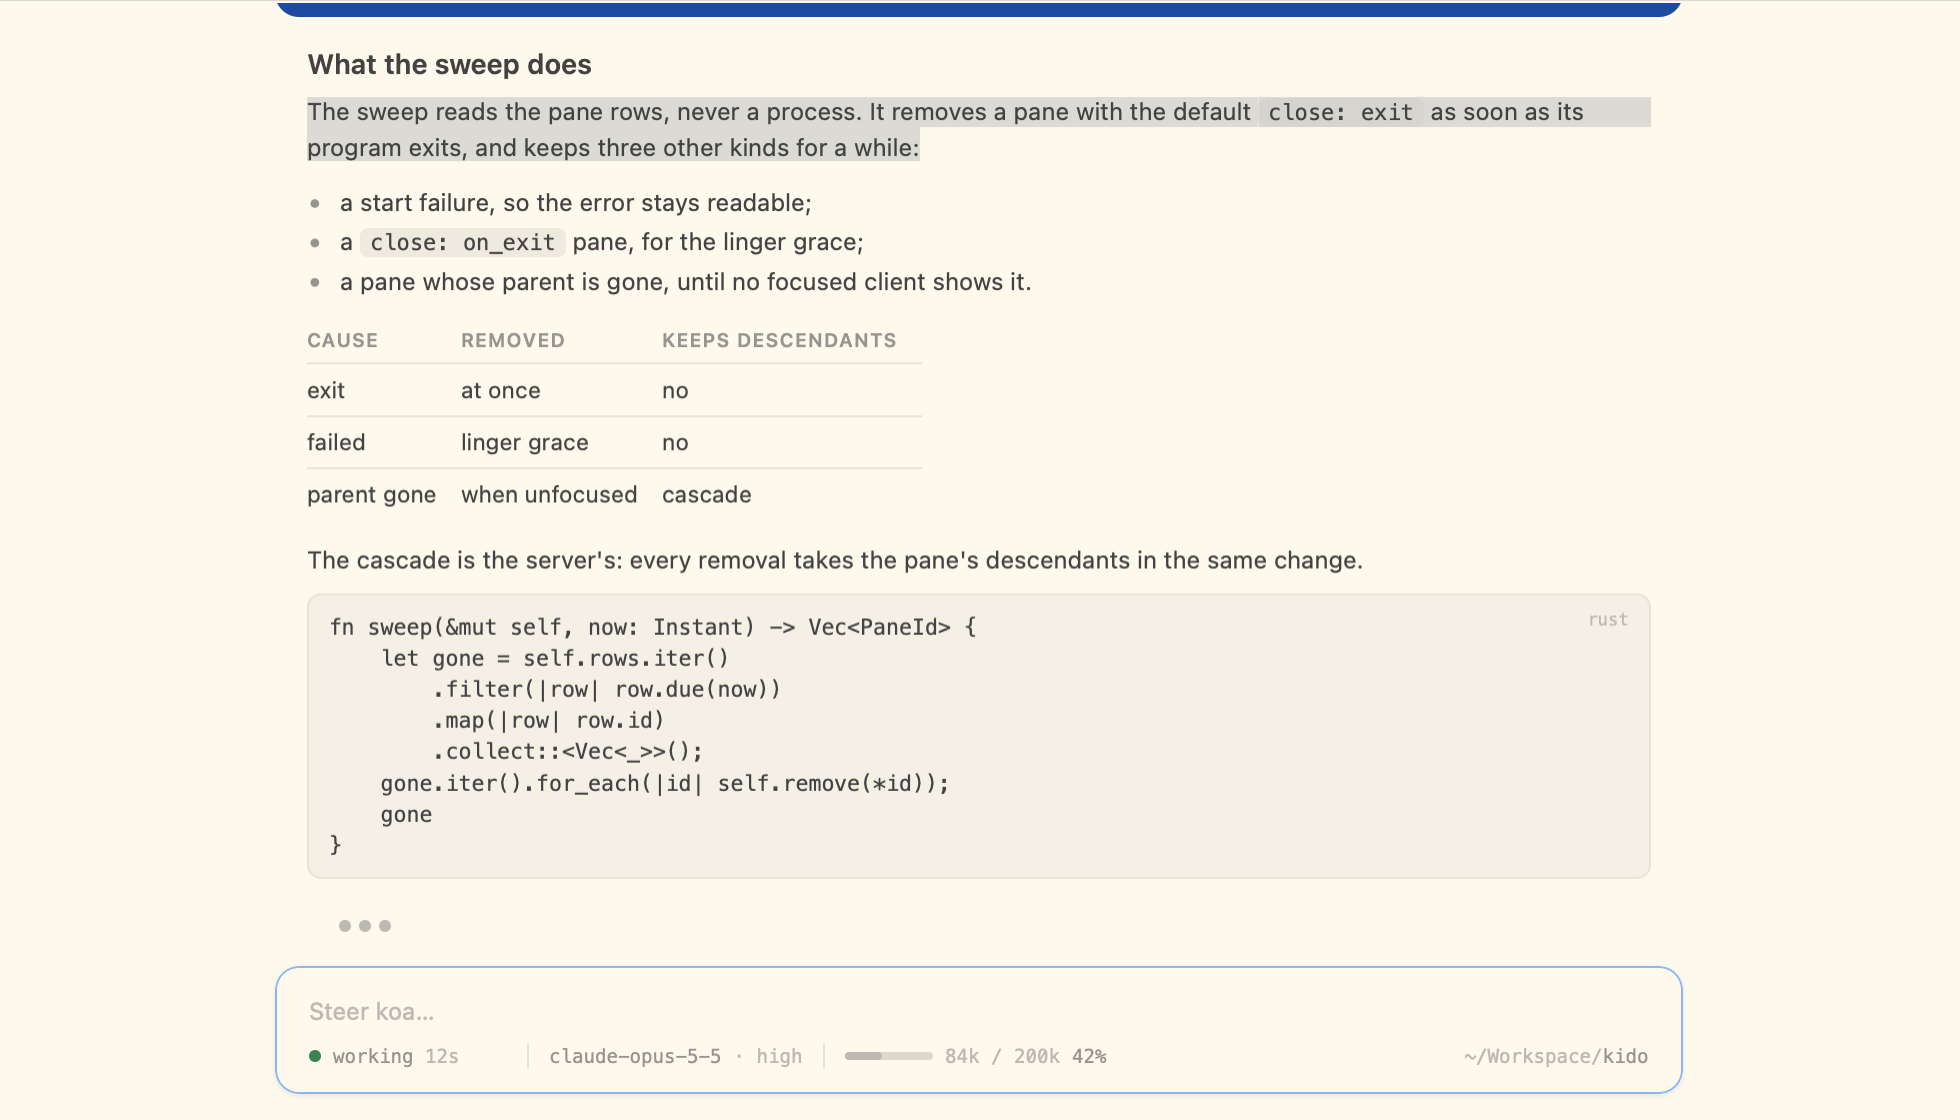 What the sweep does
The sweep reads the pane rows, never a process. It removes a pane with the default close: exit as soon as its
program exits, and keeps three other kinds for a while:
a start failure, so the error stays readable;
a close: on_exit pane, for the linger grace;
a pane whose parent is gone, until no focused client shows it.
CAUSE REMOVED KEEPS DESCENDANTS
exit at once no
failed linger grace no
parent gone when unfocused cascade
The cascade is the server's: every removal takes the pane's descendants in the same change.
rust
fn sweep(&mut self, now: Instant) -> Vec<PaneId> {
    let gone = self.rows.iter()
        .filter(|row| row.due(now))
        .map(|row| row.id)
        .collect::<Vec<_>>();
    gone.iter().for_each(|id| self.remove(*id));
    gone
}
Steer koa...
working 12s claude-opus-5-5 · high 84k / 200k 42% ~/Workspace/kido